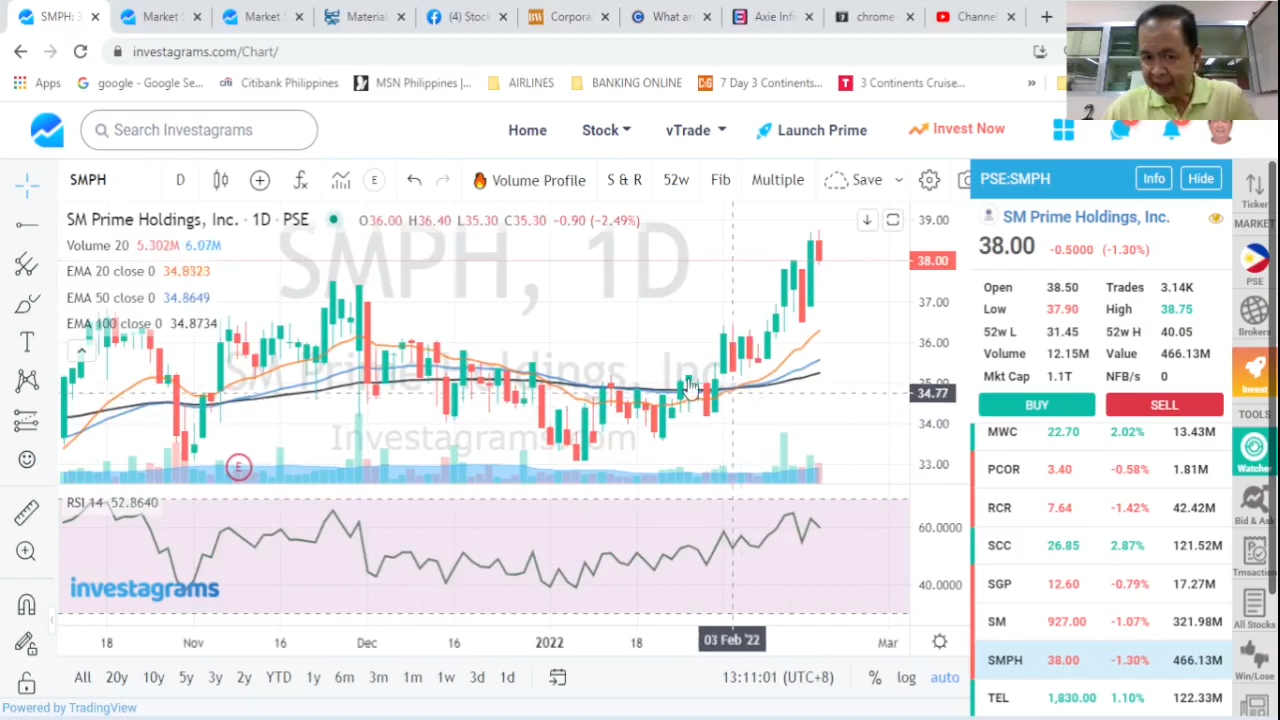 SMPH: 3
Market
Market S
Material
(4) Stock
Corpora
What ar
Axie Inf
chrome-
Channel
investagrams.com/Chart/
Apps
google - Google Se...
Citibank Philippines
MSN Philippines |...
AIRLINES
BANKING ONLINE
7 Day 3 Continents...
3 Continents Cruise...
»
Search Investagrams
Home
Stock
vTrade
Launch Prime
Invest Now
SMPH
D
E
Volume Profile
S & R
52w
Fib
Multiple
Save
SM Prime Holdings, Inc. · 1D · PSE
O36.00 H36.40 L35.30 C35.30 -0.90 (-2.49%)
Volume 20 5.302M 6.07M
EMA 20 close 0 34.8323
EMA 50 close 0 34.8649
EMA 100 close 0 34.8734
SMPH, 1D
SM Prime Holdings, Inc.
Investagrams.com
39.00
38.00
37.00
36.00
35.00
34.77
34.00
33.00
E
RSI 14 52.8640
60.0000
40.0000
investagrams
18
Nov
16
Dec
16
2022
18
03 Feb '22
Mar
All
20y
10y
5y
3y
2y
YTD
1y
6m
3m
1m
1w
3d
1d
13:11:01 (UTC+8)
%
log
auto
Powered by TradingView
PSE:SMPH
Info
Hide
SM Prime Holdings, Inc.
38.00 -0.5000 (-1.30%)
Open 38.50 Trades 3.14K
Low 37.90 High 38.75
52w L 31.45 52w H 40.05
Volume 12.15M Value 466.13M
Mkt Cap 1.1T NFB/s 0
BUY
SELL
MWC 22.70 2.02% 13.43M
PCOR 3.40 -0.58% 1.81M
RCR 7.64 -1.42% 42.42M
SCC 26.85 2.87% 121.52M
SGP 12.60 -0.79% 17.27M
SM 927.00 -1.07% 321.98M
SMPH 38.00 -1.30% 466.13M
TEL 1,830.00 1.10% 122.33M
Ticker
MARKET
PSE
Brokers
Invest
TOOLS
Watcher
Bid & Ask
Trnsaction
All Stocks
Win/Lose